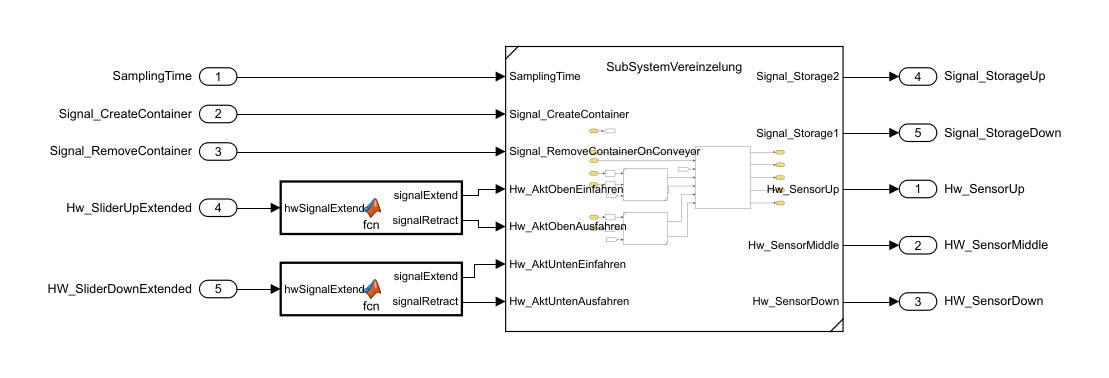 SubSystemVereinzelung
SamplingTime
1
SamplingTime
Signal_Storage2
4
Signal_StorageUp
Signal_CreateContainer
2
Signal_CreateContainer
Signal_Storage1
5
Signal_StorageDown
Signal_RemoveContainer
3
Signal_RemoveContainerOnConveyor
Hw_SliderUpExtended
4
hwSignalExtend
fcn
signalExtend
signalRetract
Hw_AktObenEinfahren
Hw_SensorUp
1
Hw_SensorUp
Hw_AktObenAusfahren
Hw_SensorMiddle
2
HW_SensorMiddle
HW_SliderDownExtended
5
hwSignalExtend
fcn
signalExtend
signalRetract
Hw_AktUntenEinfahren
Hw_AktUntenAusfahren
Hw_SensorDown
3
HW_SensorDown